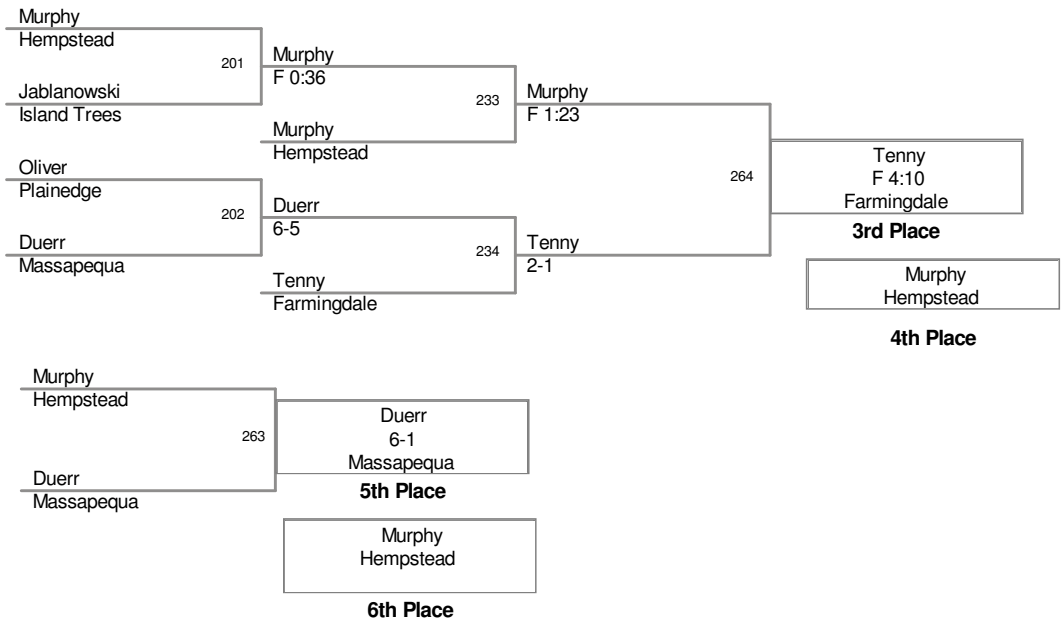 Murphy
Hempstead
201
Jablanowski
Island Trees
Murphy
F 0:36
233
Murphy
Hempstead
Murphy
F 1:23
Oliver
Plainedge
202
Duerr
Massapequa
Duerr
6-5
234
Tenny
Farmingdale
Tenny
2-1
264
Tenny
F 4:10
Farmingdale
3rd Place
Murphy
Hempstead
4th Place
Murphy
Hempstead
263
Duerr
Massapequa
Duerr
6-1
Massapequa
5th Place
Murphy
Hempstead
6th Place